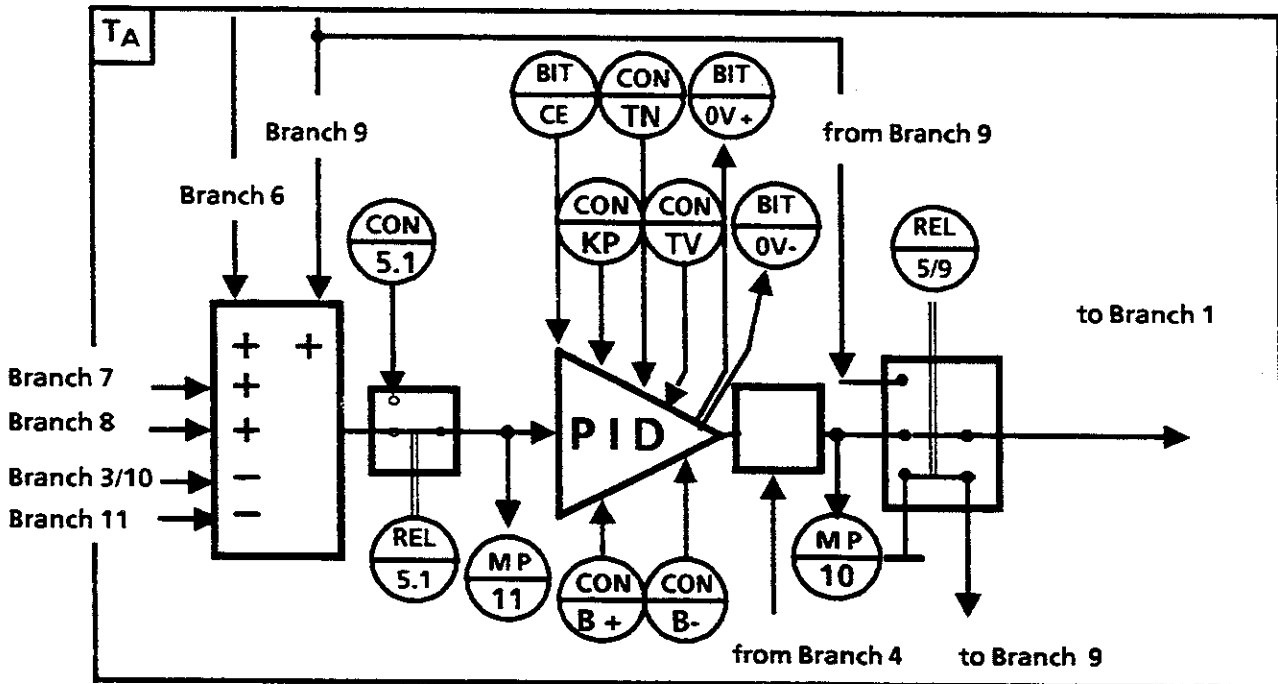 TA
BIT
CE
CON
TN
BIT
0V+
Branch 9
from Branch 9
Branch 6
CON
5.1
CON
KP
CON
TV
BIT
0V-
REL
5/9
to Branch 1
+ +
Branch 7
+
Branch 8
+
PID
Branch 3/10
-
Branch 11
-
REL
5.1
MP
11
CON
B+
CON
B-
MP
10
from Branch 4
to Branch 9